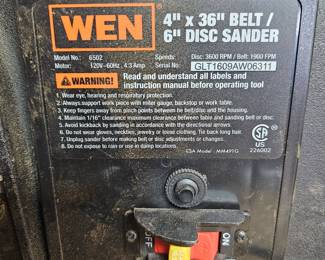 WEN
4" x 36" BELT /
6" DISC SANDER
Model: 6502
Motor: 120V~60Hz, 4.3 Amp
Speeds: Disc: 3600 RPM / Belt: 1900 FPM
Serial No: GLT1609AW06311
WARNING! Read and understand all labels and
instruction manual before operating tool
1. Wear eye, hearing and respiratory protection.
2. Always support work piece with miter gauge, backstop or work table.
3. Keep fingers away from pinch points between he belt/disc and the housing.
4. Maintain 1/16" clearance maximum clearance between table and sanding belt or disc.
5. Avoid kickback by sanding in accordance with the directional arrows.
6. Do not wear gloves, neckties, jewelry or loose clothing. Tie back long hair.
7. Unplug sander before making belt / disc adjustments or changes.
8. Do not expose to rain or use in damp locations.
CSA Model - MM491G
SA
US
226002
OFF
ON